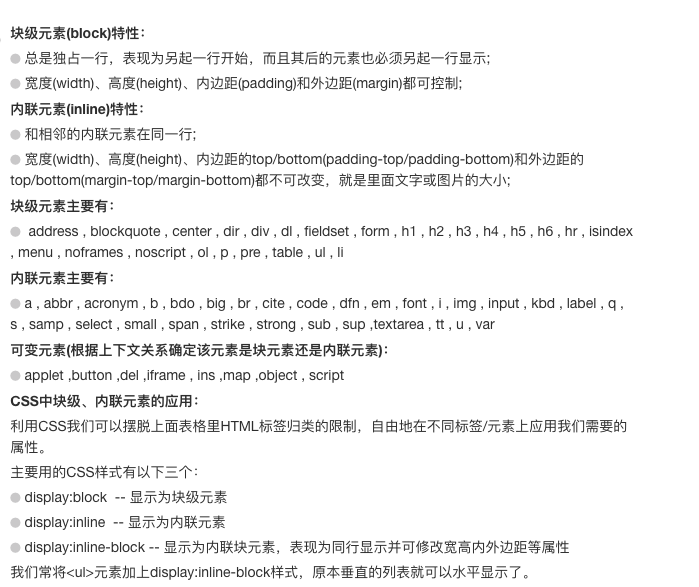 块级元素(block)特性：
● 总是独占一行，表现为另起一行开始，而且其后的元素也必须另起一行显示;
● 宽度(width)、高度(height)、内边距(padding)和外边距(margin)都可控制;
内联元素(inline)特性：
● 和相邻的内联元素在同一行;
● 宽度(width)、高度(height)、内边距的top/bottom(padding-top/padding-bottom)和外边距的
top/bottom(margin-top/margin-bottom)都不可改变，就是里面文字或图片的大小;
块级元素主要有：
● address , blockquote , center , dir , div , dl , fieldset , form , h1 , h2 , h3 , h4 , h5 , h6 , hr , isindex
, menu , noframes , noscript , ol , p , pre , table , ul , li
内联元素主要有：
● a , abbr , acronym , b , bdo , big , br , cite , code , dfn , em , font , i , img , input , kbd , label , q ,
s , samp , select , small , span , strike , strong , sub , sup ,textarea , tt , u , var
可变元素(根据上下文关系确定该元素是块元素还是内联元素)：
● applet ,button ,del ,iframe , ins ,map ,object , script
CSS中块级、内联元素的应用：
利用CSS我们可以摆脱上面表格里HTML标签归类的限制，自由地在不同标签/元素上应用我们需要的
属性。
主要用的CSS样式有以下三个：
● display:block -- 显示为块级元素
● display:inline -- 显示为内联元素
● display:inline-block -- 显示为内联块元素，表现为同行显示并可修改宽高内外边距等属性
我们常将<ul>元素加上display:inline-block样式，原本垂直的列表就可以水平显示了。